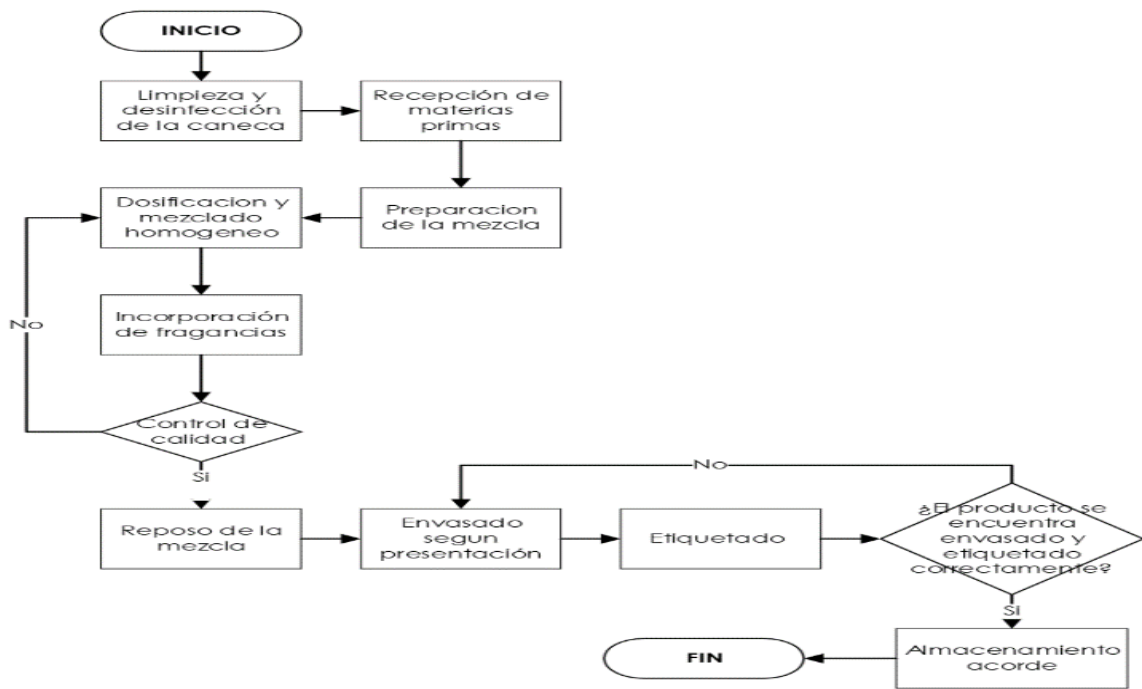 INICIO
Limpieza y
desinfección
de la caneca
Recepción de
materias
primas
Dosificacion y
mezclado
homogeneo
Preparacion
de la mezcla
Incorporación
de fragancias
No
Control de
calidad
Si
Reposo de la
mezcla
Envasado
segun
presentación
Etiquetado
No
¿El producto se
encuentra
envasado y
etiquetado
correctamente?
Si
Almacenamiento
acorde
FIN